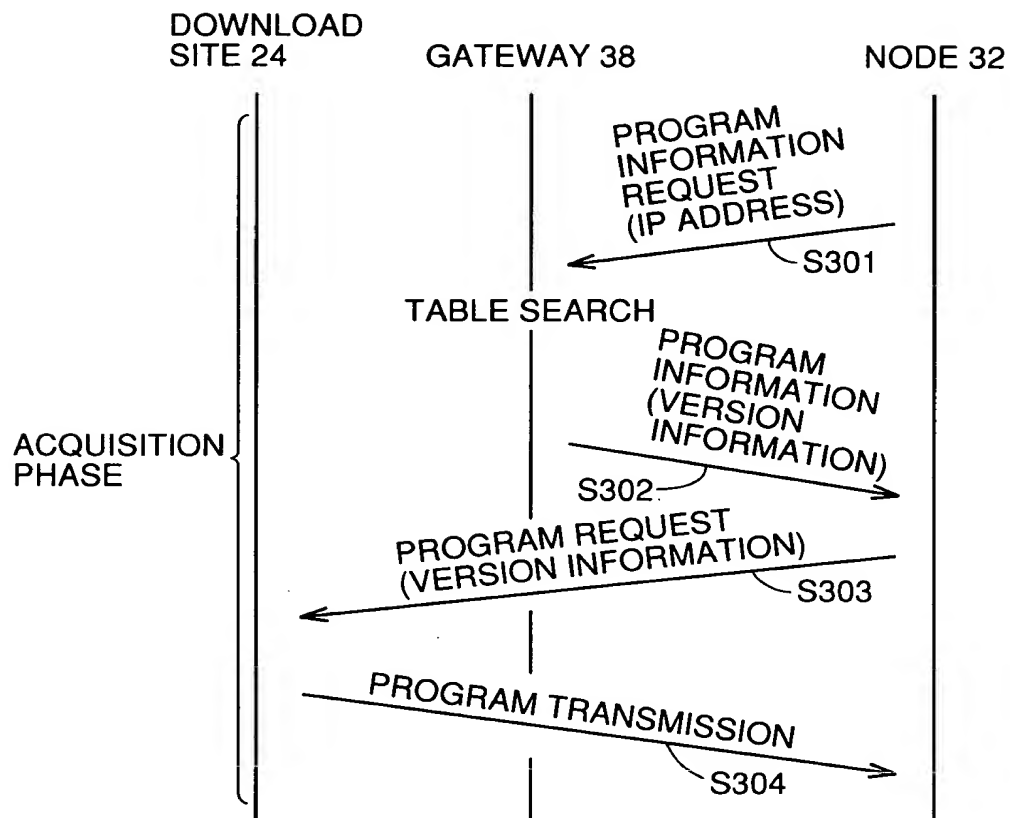 DOWNLOAD
SITE 24
GATEWAY 38
NODE 32
PROGRAM
INFORMATION
REQUEST
(IP ADDRESS)
S301
TABLE SEARCH
PROGRAM
INFORMATION
(VERSION
INFORMATION)
S302
ACQUISITION
PHASE
PROGRAM REQUEST
(VERSION INFORMATION)
S303
PROGRAM TRANSMISSION
S304